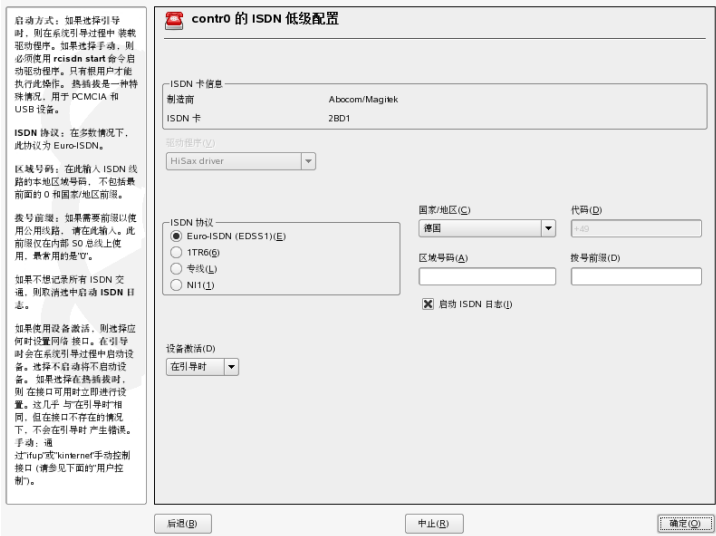 启动方式：如果选择引导
时，则在系统引导过程中 装载
驱动程序。如果选择手动，则
必须使用 rcisdn start 命令启
动驱动程序。只有根用户才能
执行此操作。 热插拔是一种特
殊情况，用于 PCMCIA 和
USB 设备。
ISDN 协议：在多数情况下，
此协议为 Euro-ISDN。
区域号码：在此输入 ISDN 线
路的本地区域号码， 不包括最
前面的 0 和国家/地区前缀。
拨号前缀：如果需要前缀以使
用公用线路， 请在此输入。此
前缀仅在内部 S0 总线上使
用，最常用的是"0"。
如果不想记录所有 ISDN 交
通，则取消选中启动 ISDN 日
志。
如果使用设备激活，则选择应
何时设置网络 接口。在引导
时会在系统引导过程中启动设
备。选择不启动将不启动设
备。 如果选择在热插拔时，
则 在接口可用时立即进行设
置。这几乎 与"在引导时"相
同，但在接口不存在的情况
下，不会在引导时 产生错误。
手动：通
过"ifup"或"kinternet"手动控制
接口 (请参见下面的"用户控
制")。
contr0 的 ISDN 低级配置
ISDN 卡信息
制造商 Abocom/Magitek
ISDN 卡 2BD1
驱动程序(V)
HiSax driver
ISDN 协议
Euro-ISDN (EDSS1)(E)
1TR6(6)
专线(L)
NI1(1)
国家/地区(C) 代码(D)
德国 +49
区域号码(A) 拨号前缀(D)
启动 ISDN 日志(I)
设备激活(D)
在引导时
后退(B) 中止(R) 确定(O)